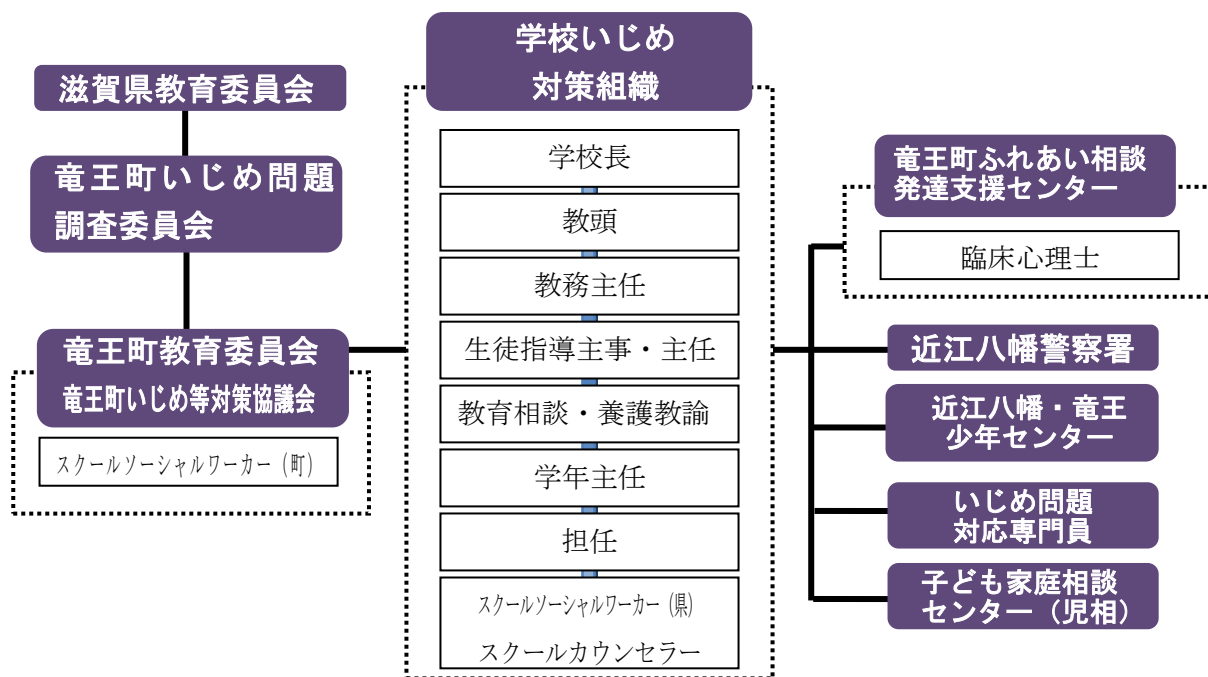 滋賀県教育委員会
竜王町いじめ問題
調査委員会
竜王町教育委員会
竜王町いじめ等対策協議会
スクールソーシャルワーカー（町）
学校いじめ
対策組織
学校長
教頭
教務主任
生徒指導主事・主任
教育相談・養護教諭
学年主任
担任
スクールソーシャルワーカー（県）
スクールカウンセラー
竜王町ふれあい相談
発達支援センター
臨床心理士
近江八幡警察署
近江八幡・竜王
少年センター
いじめ問題
対応専門員
子ども家庭相談
センター（児相）